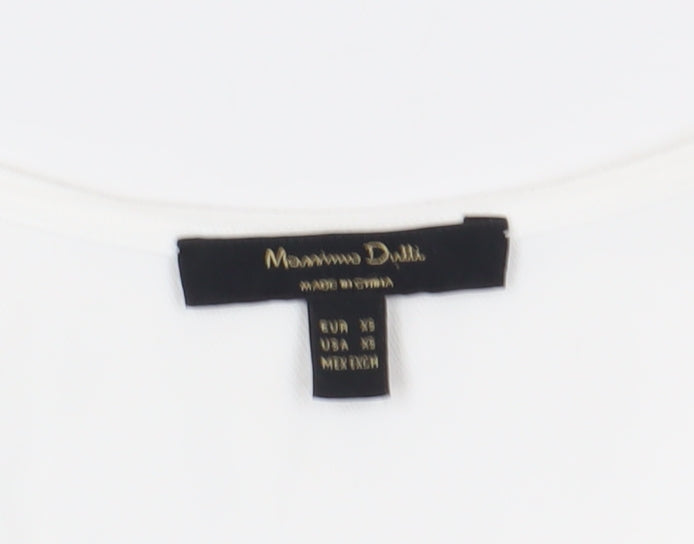 Massimo Dutti
MADE IN CHINA
EUR XS
USA XS
MEX EXCH